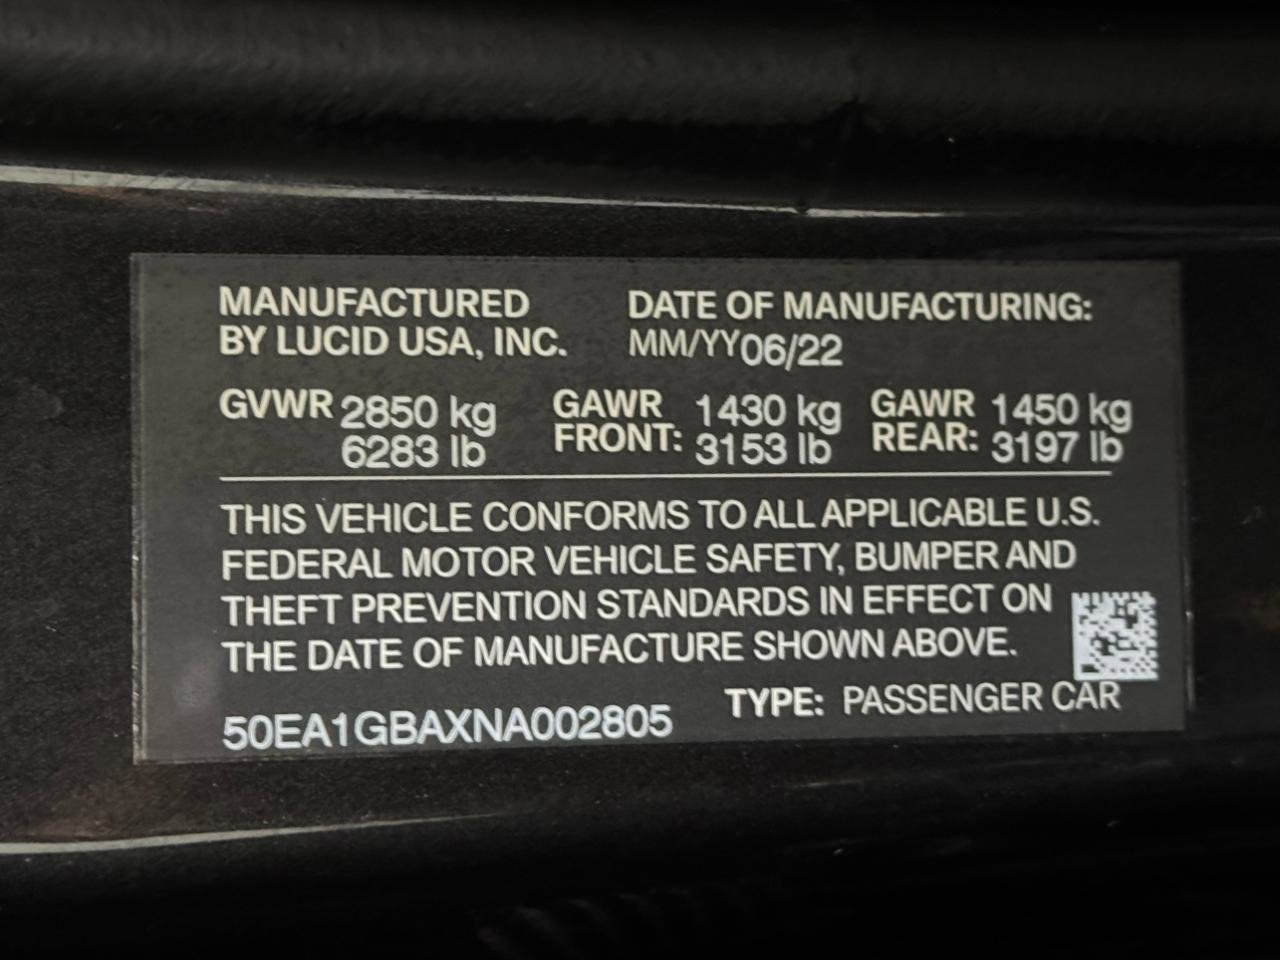 MANUFACTURED
BY LUCID USA, INC.
DATE OF MANUFACTURING:
MM/YY 06/22
GVWR 2850 kg
6283 lb
GAWR FRONT: 1430 kg
3153 lb
GAWR REAR: 1450 kg
3197 lb
THIS VEHICLE CONFORMS TO ALL APPLICABLE U.S.
FEDERAL MOTOR VEHICLE SAFETY, BUMPER AND
THEFT PREVENTION STANDARDS IN EFFECT ON
THE DATE OF MANUFACTURE SHOWN ABOVE.
50EA1GBAXNA002805
TYPE: PASSENGER CAR